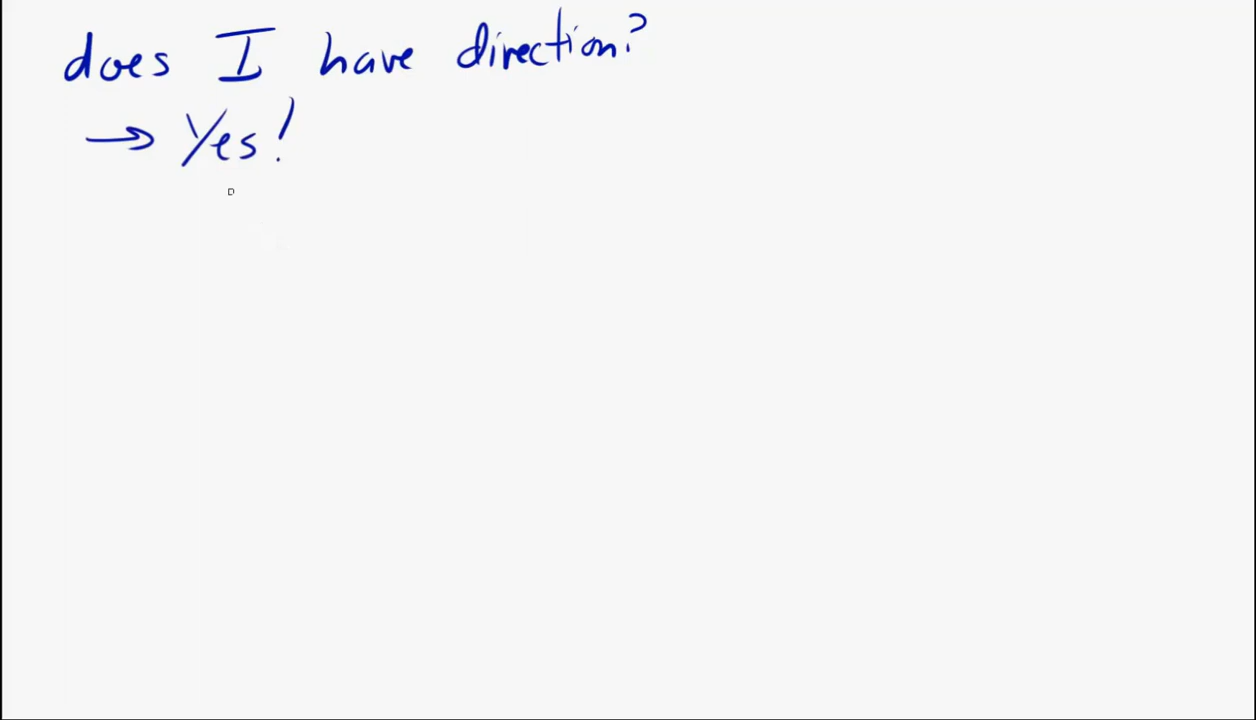 does I have direction?
→ Yes!